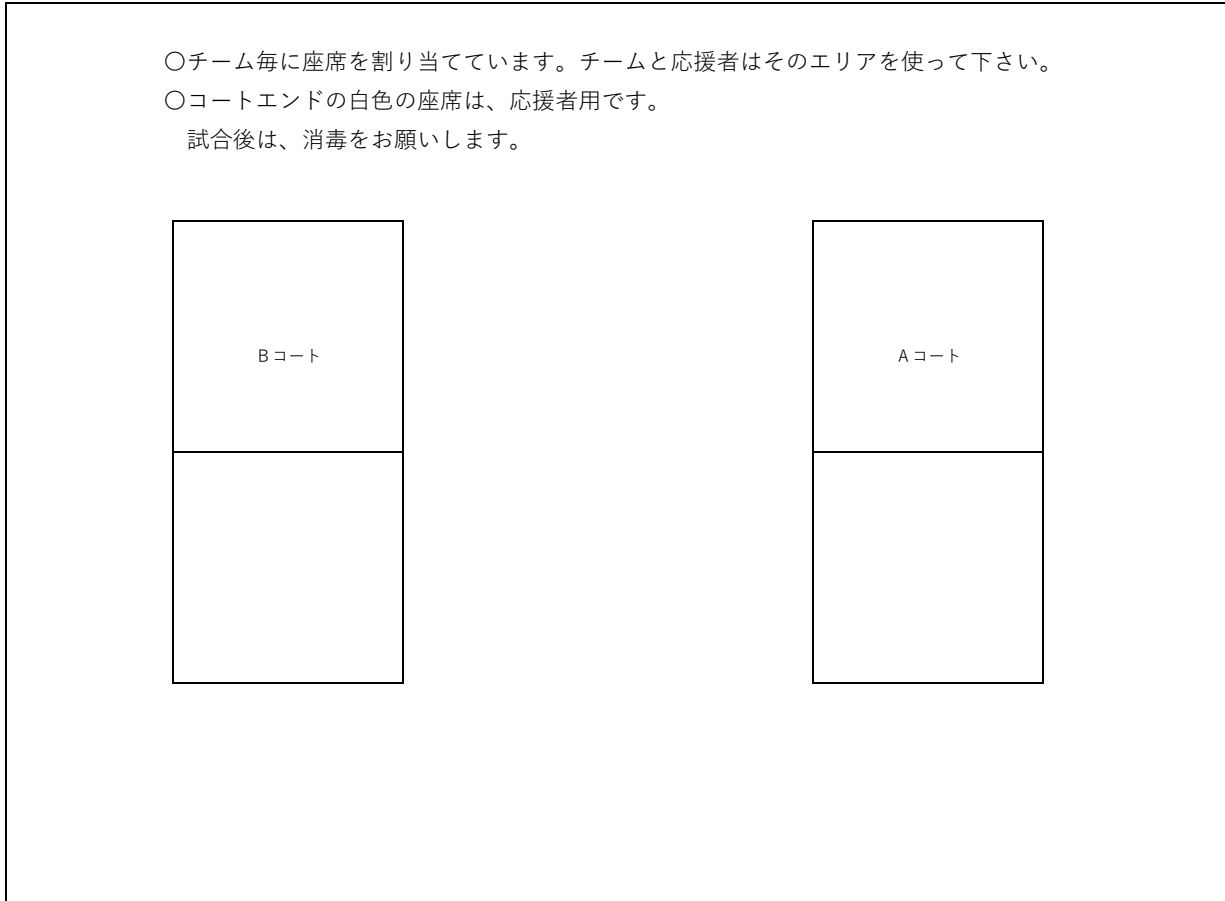 〇チーム毎に座席を割り当てています。チームと応援者はそのエリアを使って下さい。
〇コートエンドの白色の座席は、応援者用です。
　試合後は、消毒をお願いします。
Bコート
Aコート